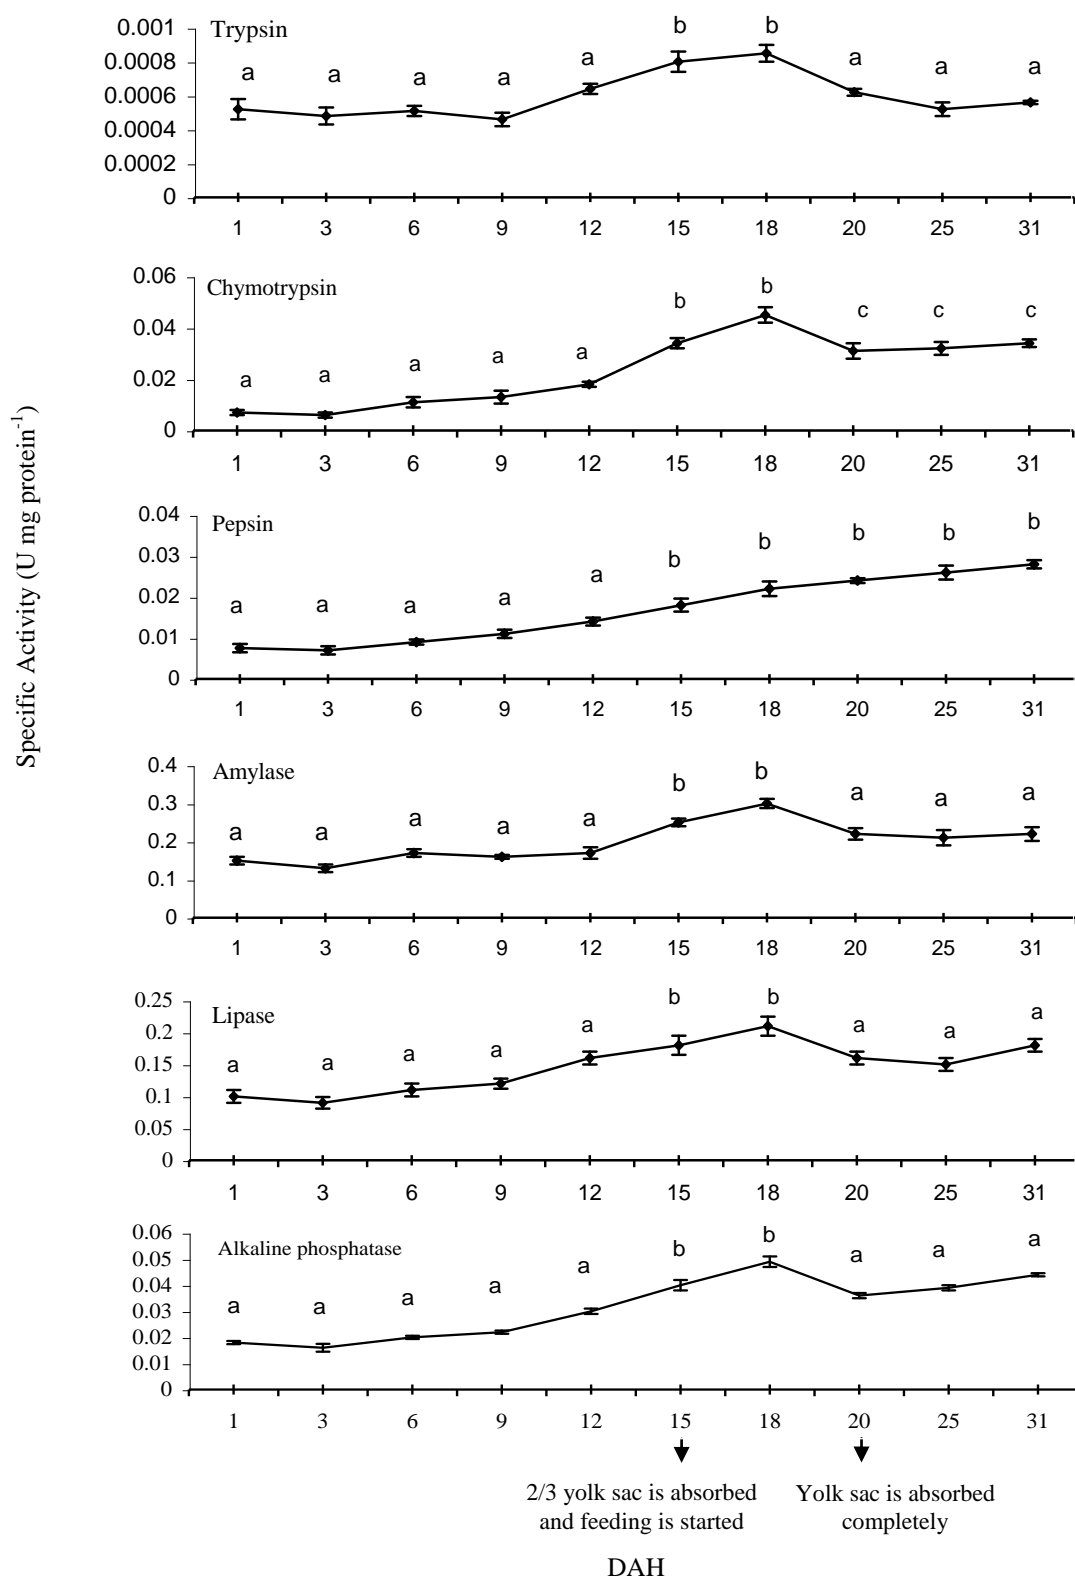 Specific Activity (U mg protein-1)
Trypsin
0.001
0.0008
0.0006
0.0004
0.0002
0
a a a a a b b a a a
1 3 6 9 12 15 18 20 25 31
Chymotrypsin
0.06
0.04
0.02
0
a a a a a b b c c c
1 3 6 9 12 15 18 20 25 31
Pepsin
0.04
0.03
0.02
0.01
0
a a a a a b b b b b
1 3 6 9 12 15 18 20 25 31
Amylase
0.4
0.3
0.2
0.1
0
a a a a a b b a a a
1 3 6 9 12 15 18 20 25 31
Lipase
0.25
0.2
0.15
0.1
0.05
0
a a a a a b b a a a
1 3 6 9 12 15 18 20 25 31
Alkaline phosphatase
0.06
0.05
0.04
0.03
0.02
0.01
0
a a a a a b b a a a
1 3 6 9 12 15 18 20 25 31
2/3 yolk sac is absorbed
and feeding is started
Yolk sac is absorbed
completely
DAH